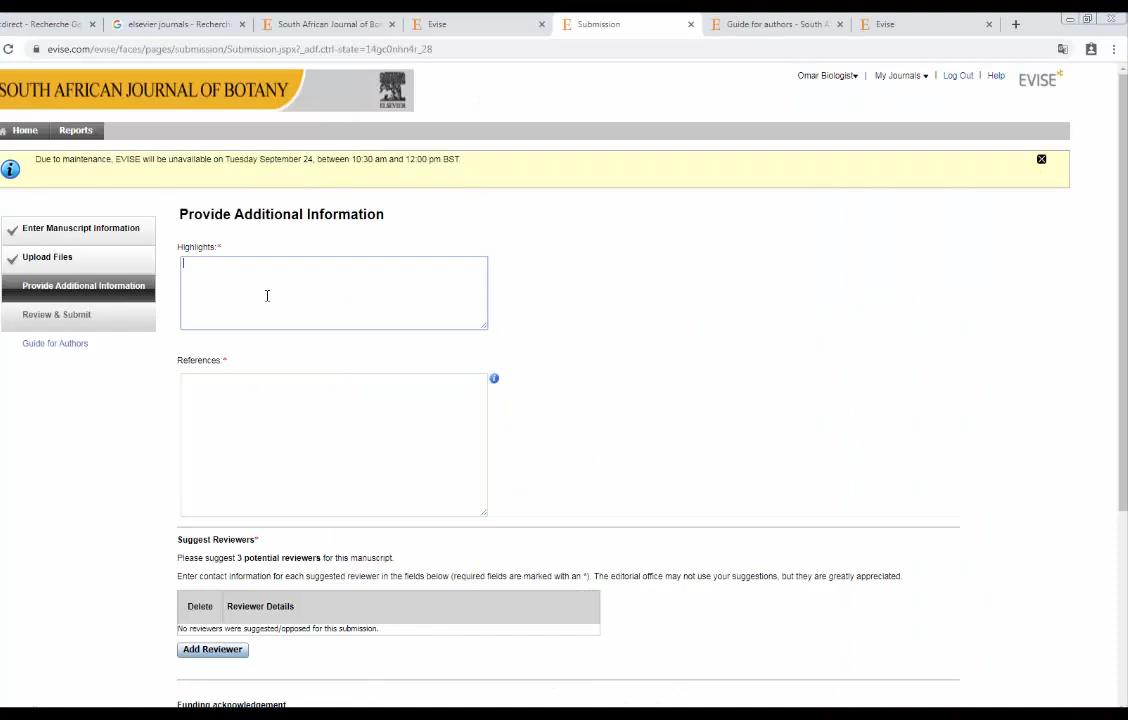 direct - Recherche Go
elsevier journals - Recherch
South African Journal of Bot
Evise
Submission
Guide for authors - South A
Evise
evise.com/evise/faces/pages/submission/Submission.jspx?_adf.ctrl-state=14gc0nhn4r_28
SOUTH AFRICAN JOURNAL OF BOTANY
ELSEVIER
Omar Biologist
My Journals
Log Out
Help
EVISE
Home
Reports
Due to maintenance, EVISE will be unavailable on Tuesday September 24, between 10:30 am and 12:00 pm BST.
Enter Manuscript Information
Upload Files
Provide Additional Information
Review & Submit
Guide for Authors
Provide Additional Information
Highlights:*
References:*
Suggest Reviewers*
Please suggest 3 potential reviewers for this manuscript.
Enter contact information for each suggested reviewer in the fields below (required fields are marked with an *). The editorial office may not use your suggestions, but they are greatly appreciated.
Delete
Reviewer Details
No reviewers were suggested/opposed for this submission.
Add Reviewer
Funding acknowledgement